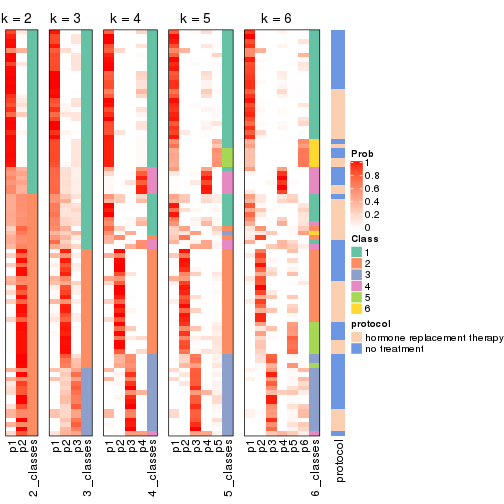 k = 2 k = 3 k = 4 k = 5 k = 6
Prob
1
0.8
0.6
0.4
0.2
0
Class
1
2
3
4
5
6
protocol
hormone replacement therapy
no treatment
p1
p2
2_classes
p1
p2
p3
3_classes
p1
p2
p3
p4
4_classes
p1
p2
p3
p4
p5
5_classes
p1
p2
p3
p4
p5
p6
6_classes
protocol